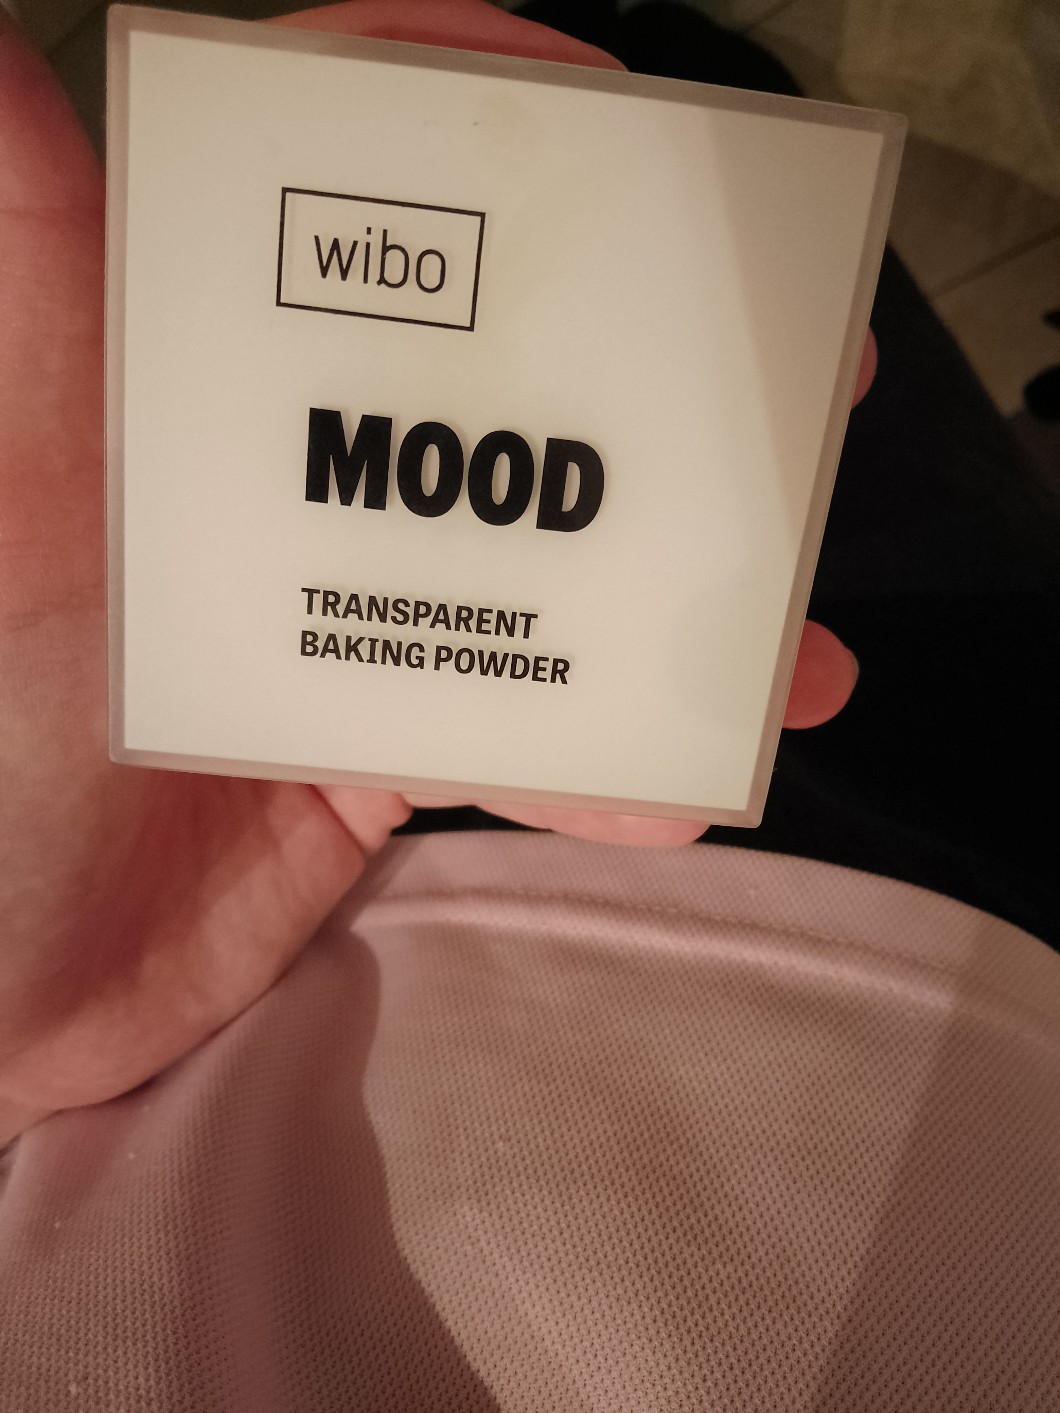 wibo
MOOD
TRANSPARENT
BAKING POWDER